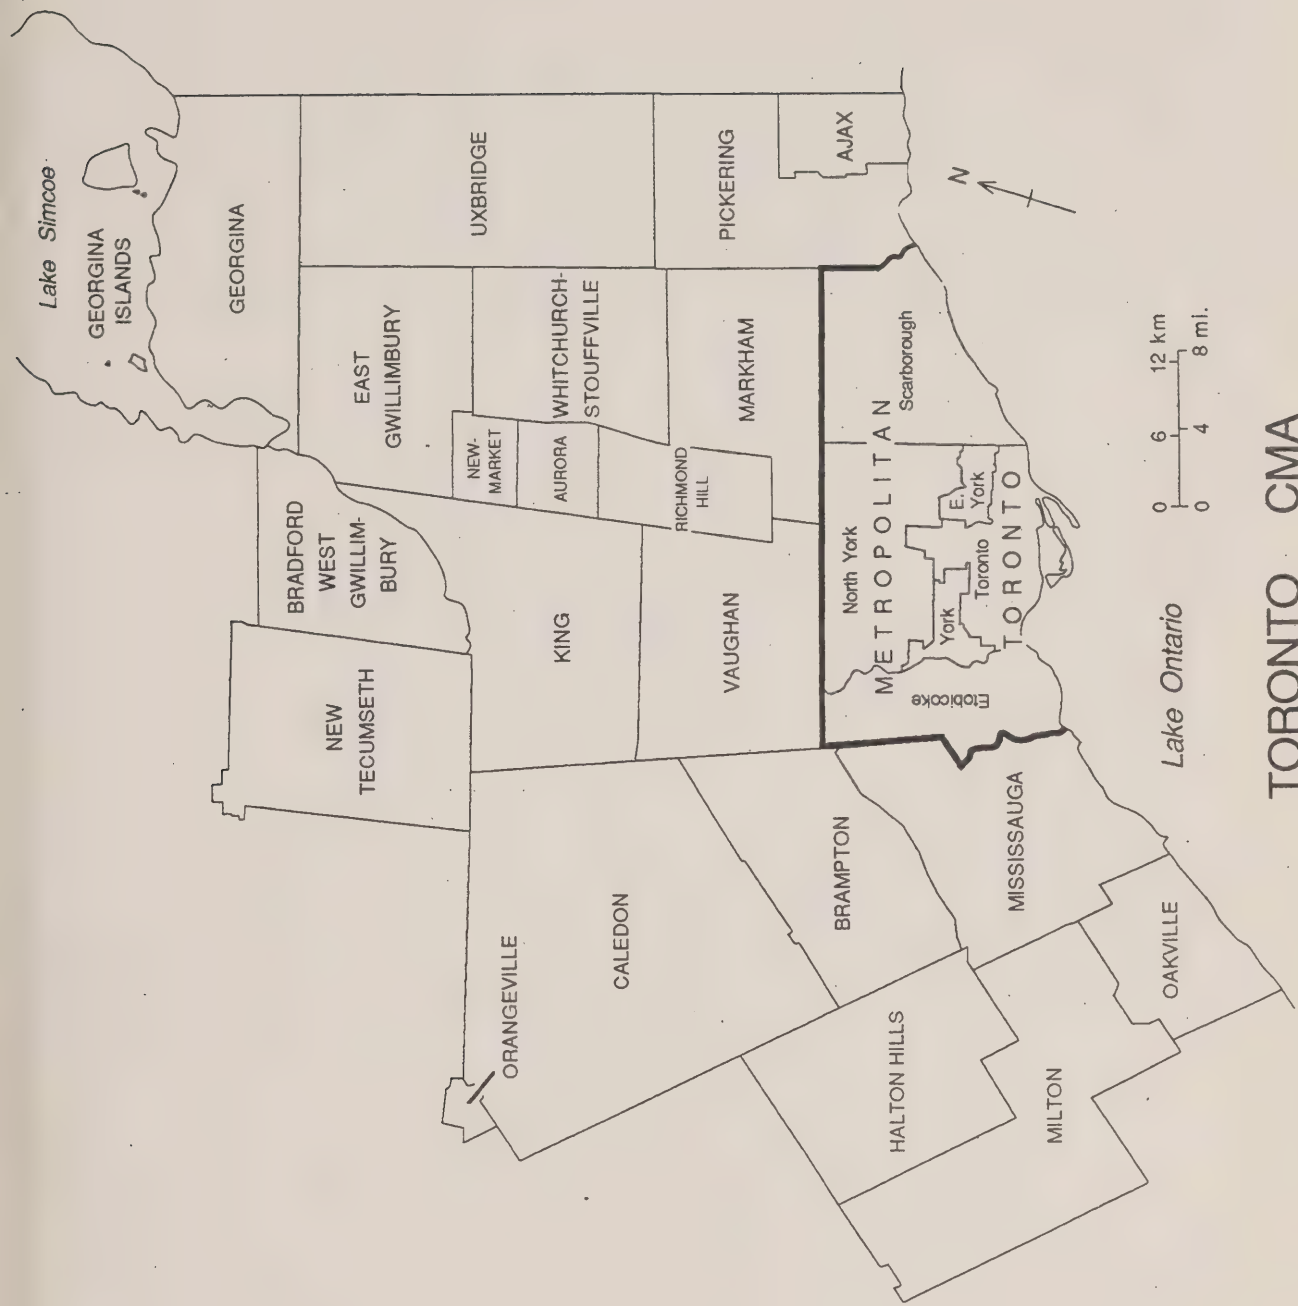 Lake Simcoe
GEORGINA
ISLANDS
GEORGINA
BRADFORD
WEST
GWILLIM-
BURY
EAST
GWILLIMBURY
UXBRIDGE
NEW
TECUMSETH
NEW-
MARKET
WHITCHURCH-
STOUFFVILLE
AURORA
KING
ORANGEVILLE
CALEDON
RICHMOND
HILL
VAUGHAN
MARKHAM
PICKERING
AJAX
BRAMPTON
HALTON HILLS
METROPOLITAN
TORONTO
North York
Scarborough
Etobicoke
York
E.
York
Toronto
MISSISSAUGA
MILTON
OAKVILLE
N
Lake Ontario
0 6 12 km
0 4 8 mi.
TORONTO CMA